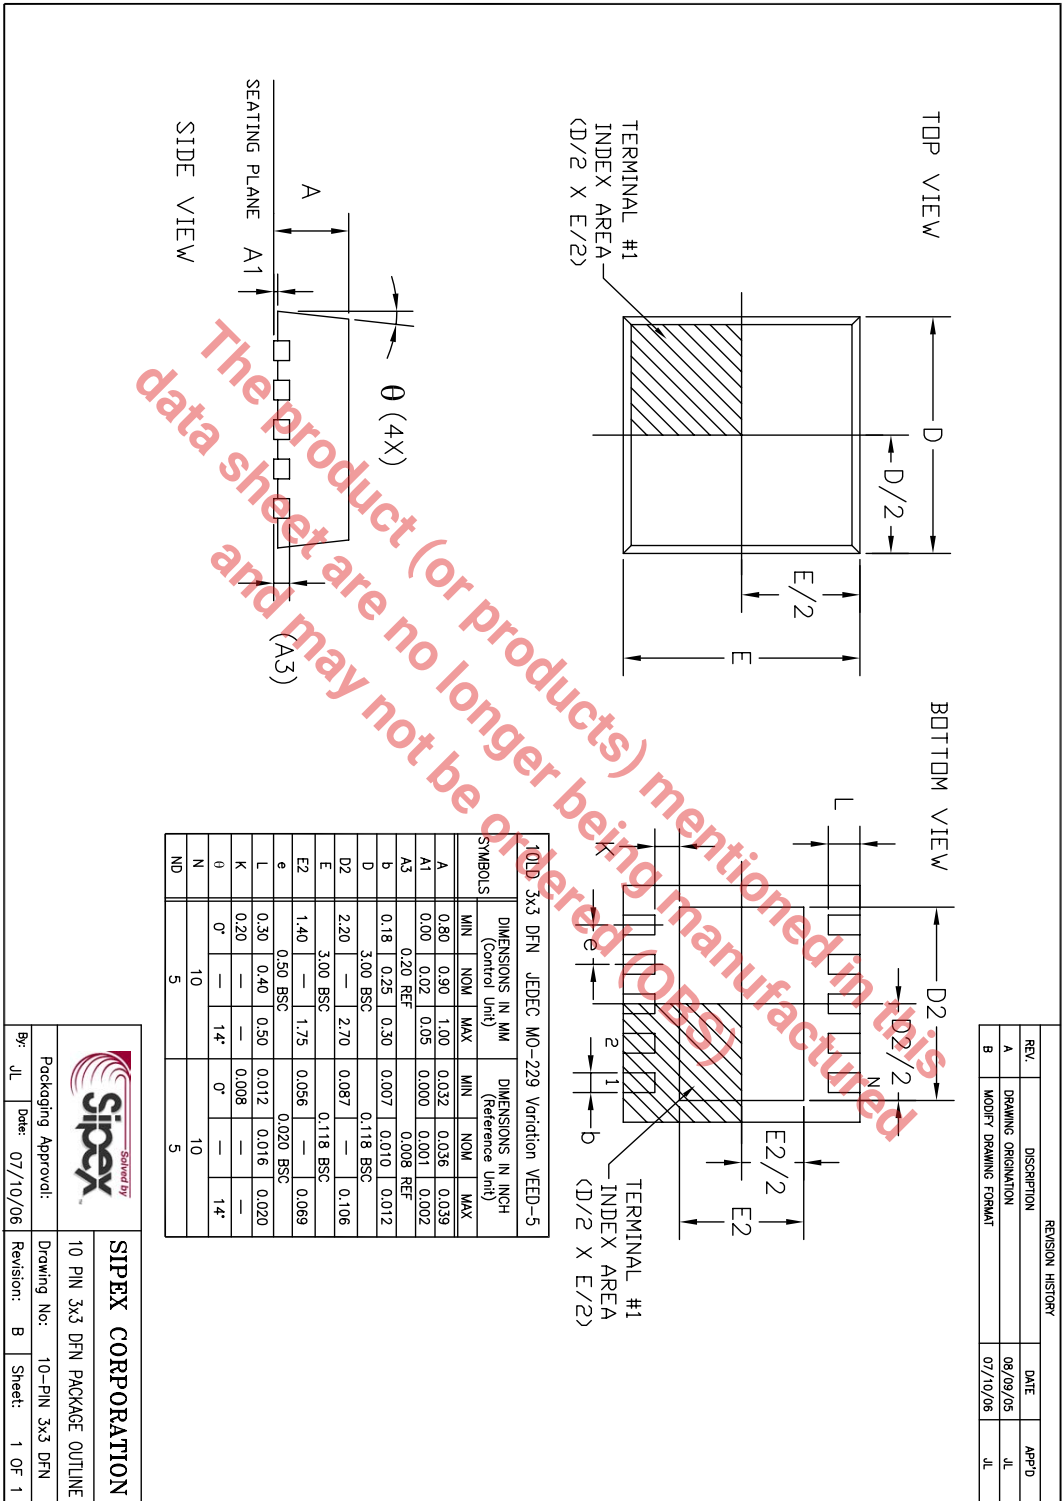 REVISION HISTORY
REV. DISCRIPTION DATE APP'D
A DRAWING ORIGINATION 08/09/05 JL
B MODIFY DRAWING FORMAT 07/10/06 JL
TOP VIEW
D
D/2
E/2
E
TERMINAL #1
INDEX AREA
(D/2 X E/2)
BOTTOM VIEW
L
K
e
D2
D2/2
N
2
1
b
E2/2
E2
TERMINAL #1
INDEX AREA
(D/2 X E/2)
SIDE VIEW
SEATING PLANE
A
A1
θ (4X)
(A3)
The product (or products) mentioned in this
data sheet are no longer being manufactured
and may not be ordered (OBS)
10LD 3x3 DFN JEDEC MO-229 Variation VEED-5
SYMBOLS DIMENSIONS IN MM (Control Unit) DIMENSIONS IN INCH (Reference Unit)
MIN NOM MAX MIN NOM MAX
A 0.80 0.90 1.00 0.032 0.036 0.039
A1 0.00 0.02 0.05 0.000 0.001 0.002
A3 0.20 REF 0.008 REF
b 0.18 0.25 0.30 0.007 0.010 0.012
D 3.00 BSC 0.118 BSC
D2 2.20 — 2.70 0.087 — 0.106
E 3.00 BSC 0.118 BSC
E2 1.40 — 1.75 0.056 — 0.069
e 0.50 BSC 0.020 BSC
L 0.30 0.40 0.50 0.012 0.016 0.020
K 0.20 — — 0.008 — —
θ 0° — 14° 0° — 14°
N 10 10
ND 5 5
Solved by
Sipex
™
SIPEX CORPORATION
10 PIN 3x3 DFN PACKAGE OUTLINE
Packaging Approval: Drawing No: 10-PIN 3x3 DFN
By: JL Date: 07/10/06 Revision: B Sheet: 1 OF 1